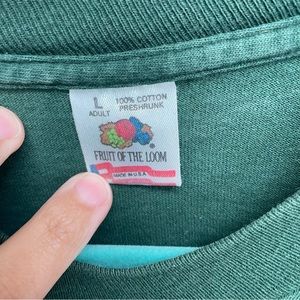 L 100% COTTON
ADULT PRESHRUNK
®
FRUIT OF THE LOOM
MADE IN U.S.A.